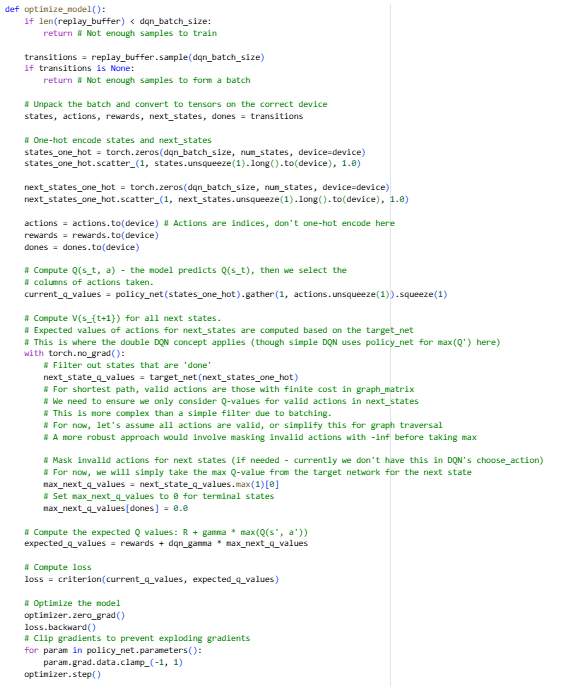 def optimize_model():
    if len(replay_buffer) < dqn_batch_size:
        return # Not enough samples to train

    transitions = replay_buffer.sample(dqn_batch_size)
    if transitions is None:
        return # Not enough samples to form a batch

    # Unpack the batch and convert to tensors on the correct device
    states, actions, rewards, next_states, dones = transitions

    # One-hot encode states and next_states
    states_one_hot = torch.zeros(dqn_batch_size, num_states, device=device)
    states_one_hot.scatter_(1, states.unsqueeze(1).long().to(device), 1.0)

    next_states_one_hot = torch.zeros(dqn_batch_size, num_states, device=device)
    next_states_one_hot.scatter_(1, next_states.unsqueeze(1).long().to(device), 1.0)

    actions = actions.to(device) # Actions are indices, don't one-hot encode here
    rewards = rewards.to(device)
    dones = dones.to(device)

    # Compute Q(s_t, a) - the model predicts Q(s_t), then we select the
    # columns of actions taken.
    current_q_values = policy_net(states_one_hot).gather(1, actions.unsqueeze(1)).squeeze(1)

    # Compute V(s_{t+1}) for all next states.
    # Expected values of actions for next_states are computed based on the target_net
    # This is where the double DQN concept applies (though simple DQN uses policy_net for max(Q') here)
    with torch.no_grad():
        # Filter out states that are 'done'
        next_state_q_values = target_net(next_states_one_hot)
        # For shortest path, valid actions are those with finite cost in graph_matrix
        # We need to ensure we only consider Q-values for valid actions in next_states
        # This is more complex than a simple filter due to batching.
        # For now, let's assume all actions are valid, or simplify this for graph traversal
        # A more robust approach would involve masking invalid actions with -inf before taking max

        # Mask invalid actions for next states (if needed - currently we don't have this in DQN's choose_action)
        # For now, we will simply take the max Q-value from the target network for the next state
        max_next_q_values = next_state_q_values.max(1)[0]
        # Set max_next_q_values to 0 for terminal states
        max_next_q_values[dones] = 0.0

    # Compute the expected Q values: R + gamma * max(Q(s', a'))
    expected_q_values = rewards + dqn_gamma * max_next_q_values

    # Compute loss
    loss = criterion(current_q_values, expected_q_values)

    # Optimize the model
    optimizer.zero_grad()
    loss.backward()
    # Clip gradients to prevent exploding gradients
    for param in policy_net.parameters():
        param.grad.data.clamp_(-1, 1)
    optimizer.step()